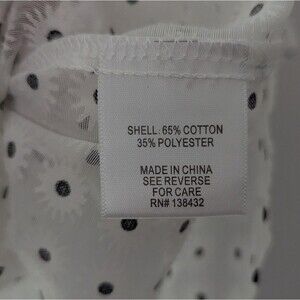 SHELL: 65% COTTON
35% POLYESTER
MADE IN CHINA
SEE REVERSE
FOR CARE
RN# 138432